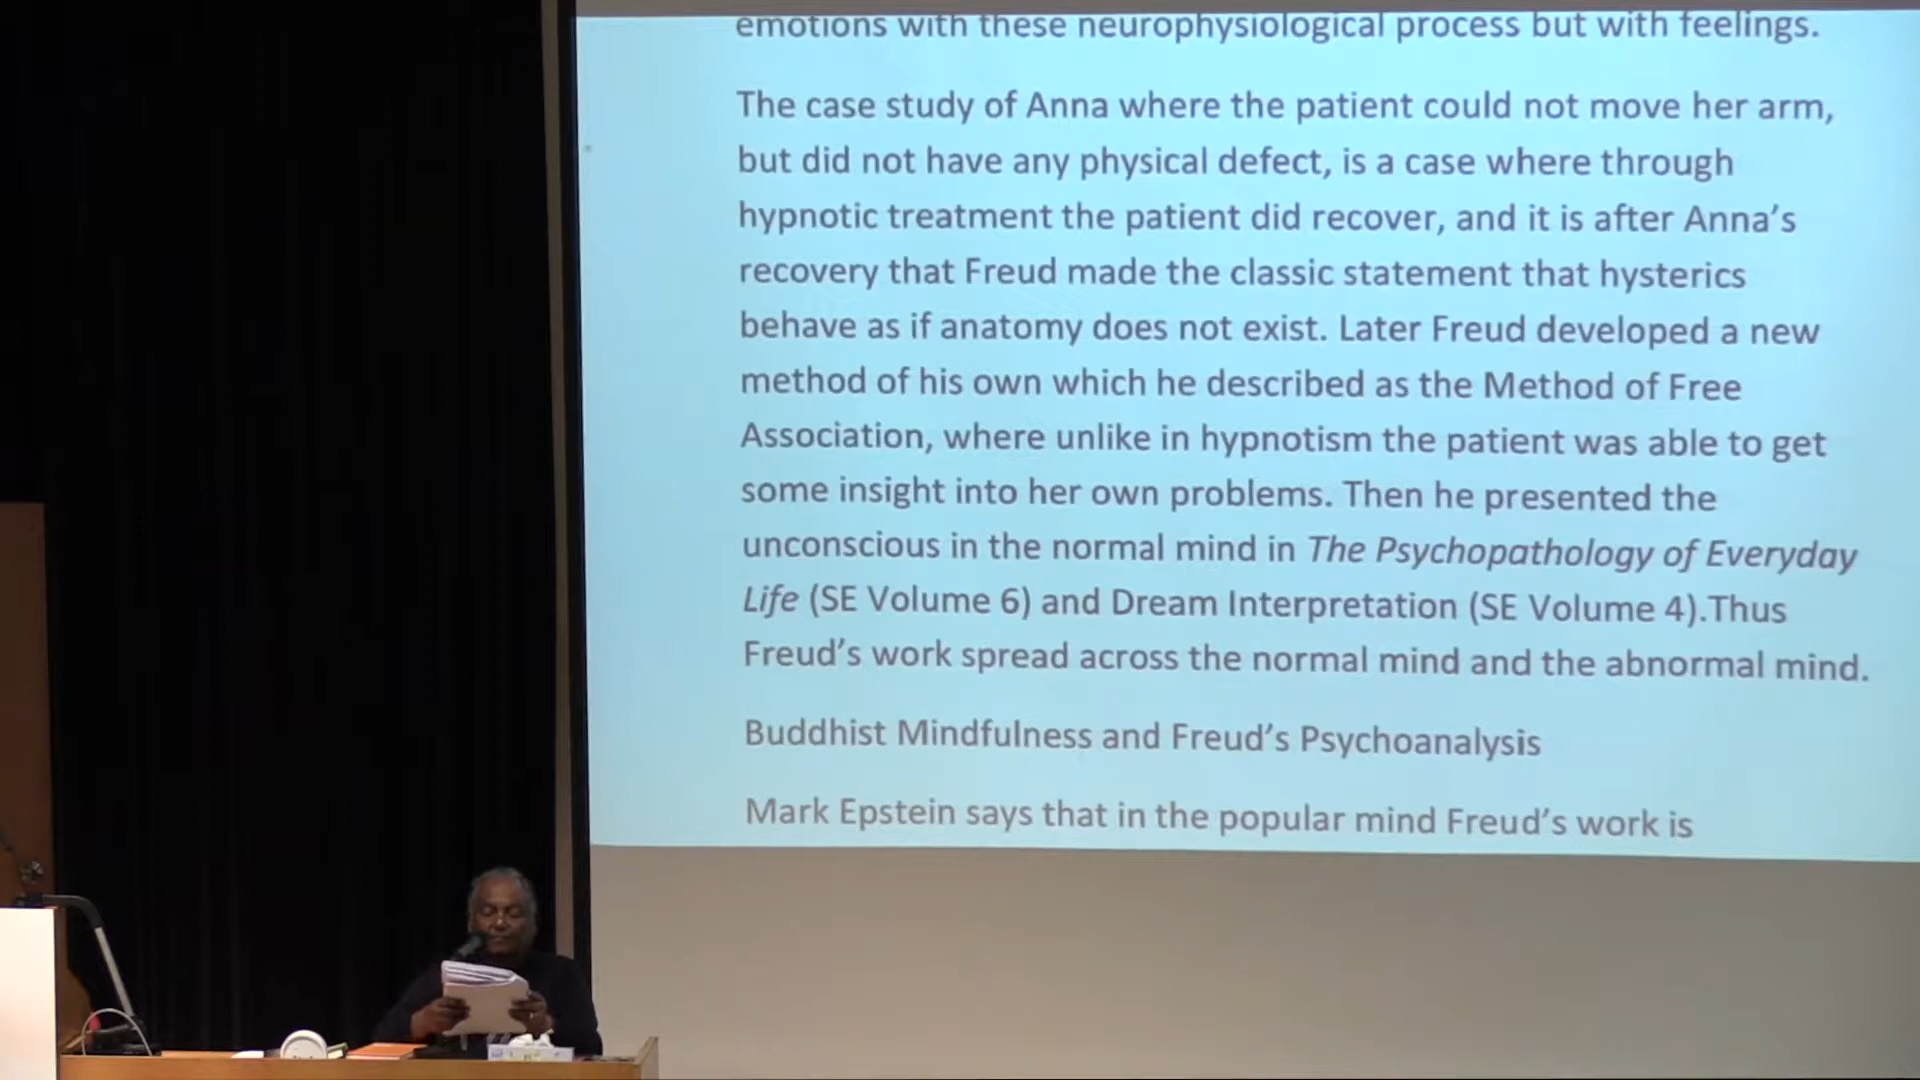 emotions with these neurophysiological process but with feelings.
The case study of Anna where the patient could not move her arm,
but did not have any physical defect, is a case where through
hypnotic treatment the patient did recover, and it is after Anna's
recovery that Freud made the classic statement that hysterics
behave as if anatomy does not exist. Later Freud developed a new
method of his own which he described as the Method of Free
Association, where unlike in hypnotism the patient was able to get
some insight into her own problems. Then he presented the
unconscious in the normal mind in The Psychopathology of Everyday
Life (SE Volume 6) and Dream Interpretation (SE Volume 4).Thus
Freud's work spread across the normal mind and the abnormal mind.
Buddhist Mindfulness and Freud's Psychoanalysis
Mark Epstein says that in the popular mind Freud's work is